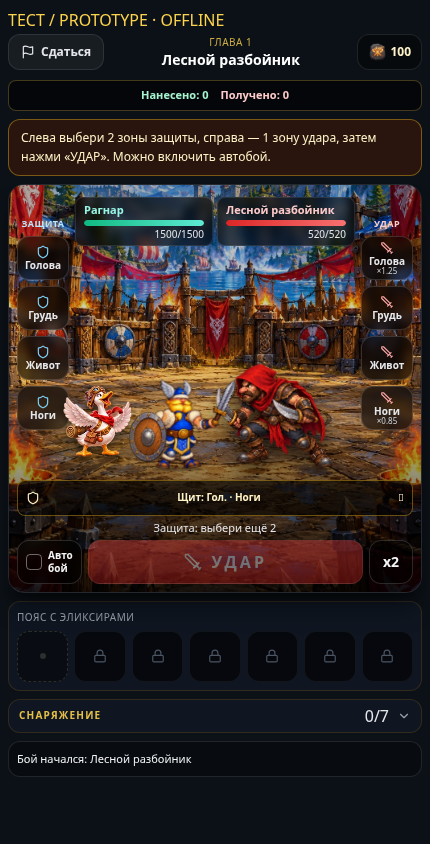 ТЕСТ / PROTOTYPE · OFFLINE
Сдаться
ГЛАВА 1
Лесной разбойник
100
Нанесено: 0 Получено: 0
Слева выбери 2 зоны защиты, справа — 1 зону удара, затем
нажми «УДАР». Можно включить автобой.
ЗАЩИТА
Рагнар
1500/1500
Лесной разбойник
520/520
УДАР
Голова
Голова
×1.25
Грудь
Грудь
Живот
Живот
Ноги
Ноги
×0.85
Щит: Гол. · Ноги
Защита: выбери ещё 2
Авто
бой
УДАР
x2
ПОЯС С ЭЛИКСИРАМИ
СНАРЯЖЕНИЕ
0/7
Бой начался: Лесной разбойник